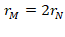 r_M = 2r_N